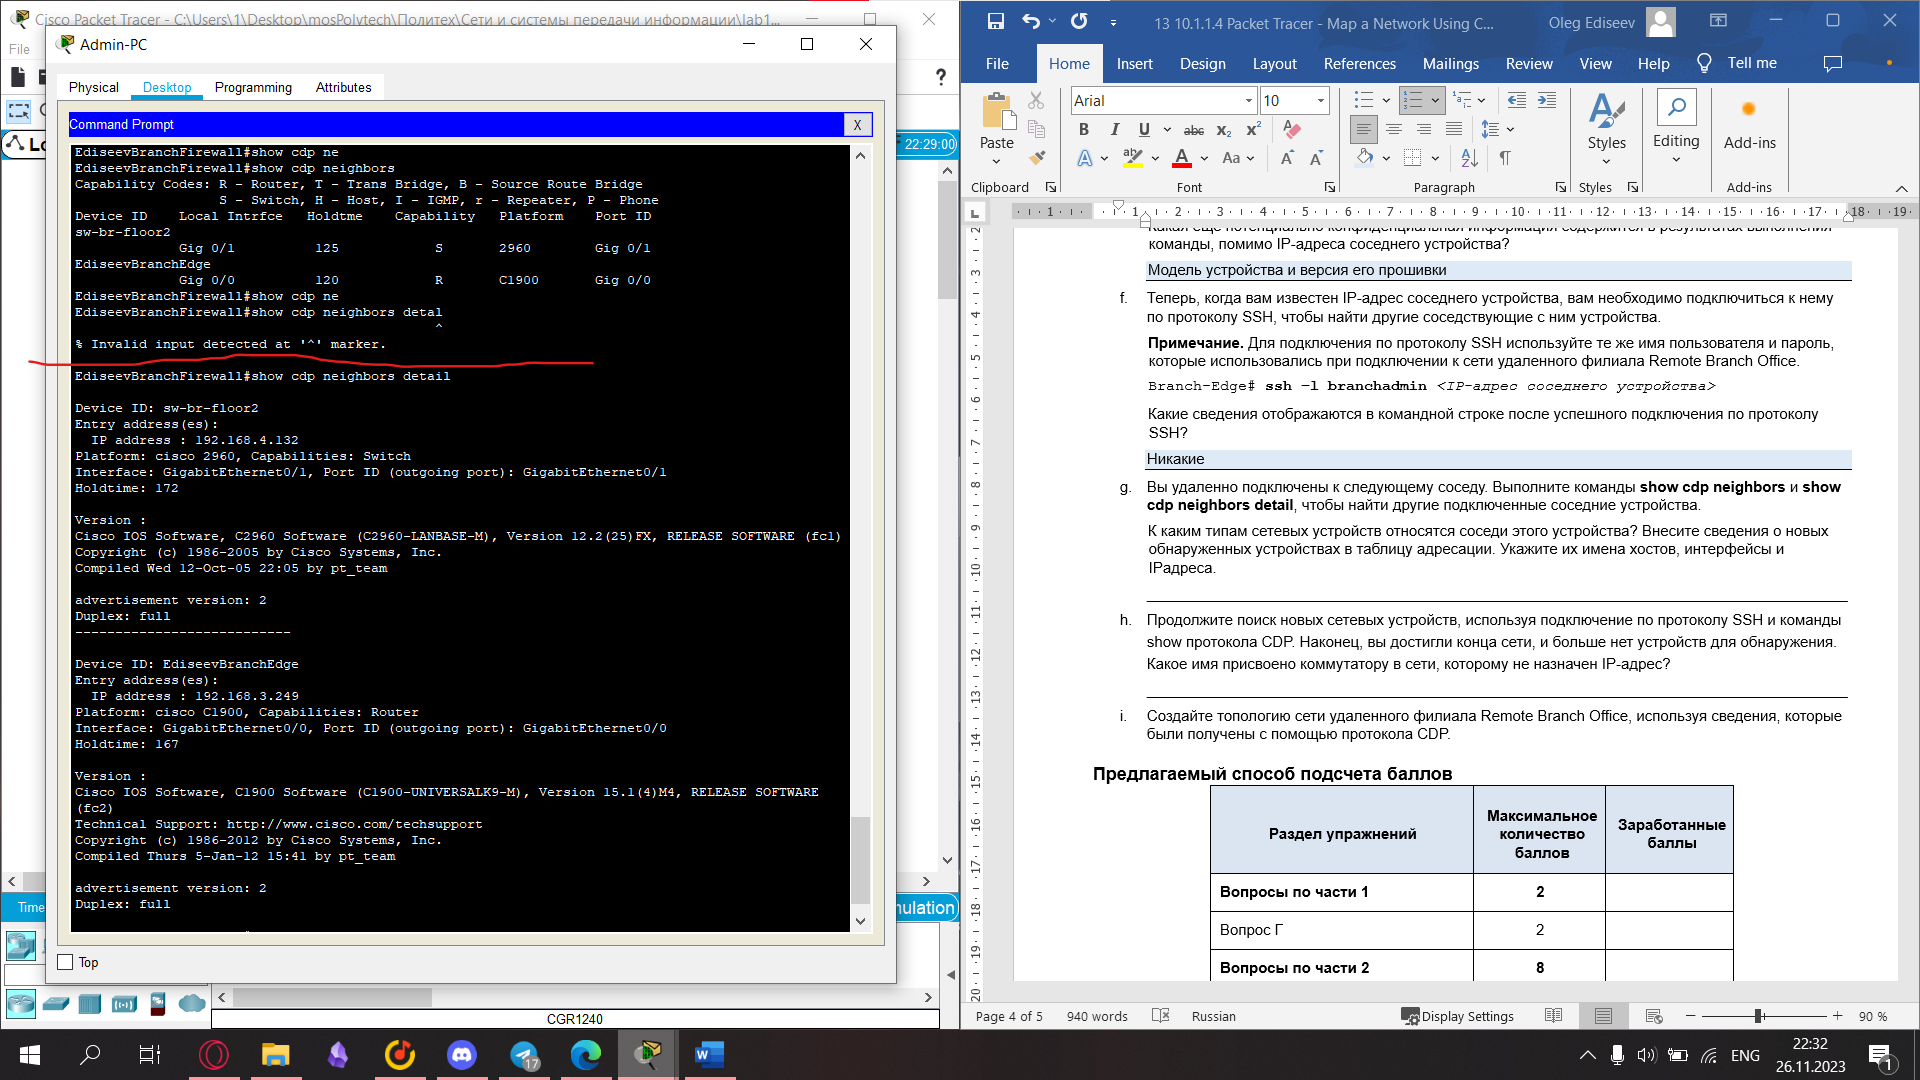 Cisco Packet Tracer - C:\Users\1\Desktop\mosPolytech\Политех\Сети и системы передачи информации\lab1...
File
Admin-PC
Physical
Desktop
Programming
Attributes
?
Command Prompt
X
22:29:00
EdiseevBranchFirewall#show cdp ne
EdiseevBranchFirewall#show cdp neighbors
Capability Codes: R - Router, T - Trans Bridge, B - Source Route Bridge
S - Switch, H - Host, I - IGMP, r - Repeater, P - Phone
Device ID    Local Intrfce   Holdtme    Capability   Platform    Port ID
sw-br-floor2
Gig 0/1          125            S       2960        Gig 0/1
EdiseevBranchEdge
Gig 0/0          120            R       C1900       Gig 0/0
EdiseevBranchFirewall#show cdp ne
EdiseevBranchFirewall#show cdp neighbors detal
^
% Invalid input detected at '^' marker.
EdiseevBranchFirewall#show cdp neighbors detail
Device ID: sw-br-floor2
Entry address(es):
IP address : 192.168.4.132
Platform: cisco 2960, Capabilities: Switch
Interface: GigabitEthernet0/1, Port ID (outgoing port): GigabitEthernet0/1
Holdtime: 172
Version :
Cisco IOS Software, C2960 Software (C2960-LANBASE-M), Version 12.2(25)FX, RELEASE SOFTWARE (fc1)
Copyright (c) 1986-2005 by Cisco Systems, Inc.
Compiled Wed 12-Oct-05 22:05 by pt_team
advertisement version: 2
Duplex: full
---------------------------
Device ID: EdiseevBranchEdge
Entry address(es):
IP address : 192.168.3.249
Platform: cisco C1900, Capabilities: Router
Interface: GigabitEthernet0/0, Port ID (outgoing port): GigabitEthernet0/0
Holdtime: 167
Version :
Cisco IOS Software, C1900 Software (C1900-UNIVERSALK9-M), Version 15.1(4)M4, RELEASE SOFTWARE
(fc2)
Technical Support: http://www.cisco.com/techsupport
Copyright (c) 1986-2012 by Cisco Systems, Inc.
Compiled Thurs 5-Jan-12 15:41 by pt_team
advertisement version: 2
Duplex: full
Top
Time
CGR1240
13 10.1.1.4 Packet Tracer - Map a Network Using C...
Oleg Ediseev
File
Home
Insert
Design
Layout
References
Mailings
Review
View
Help
Tell me
Paste
Clipboard
Arial
10
Font
Paragraph
Styles
Styles
Editing
Add-ins
Add-ins
Какая еще потенциально конфиденциальная информация содержится в результатах выполнения
команды, помимо IP-адреса соседнего устройства?
Модель устройства и версия его прошивки
f. Теперь, когда вам известен IP-адрес соседнего устройства, вам необходимо подключиться к нему
по протоколу SSH, чтобы найти другие соседствующие с ним устройства.
Примечание. Для подключения по протоколу SSH используйте те же имя пользователя и пароль,
которые использовались при подключении к сети удаленного филиала Remote Branch Office.
Branch-Edge# ssh –l branchadmin <IP-адрес соседнего устройства>
Какие сведения отображаются в командной строке после успешного подключения по протоколу
SSH?
Никакие
g. Вы удаленно подключены к следующему соседу. Выполните команды show cdp neighbors и show
cdp neighbors detail, чтобы найти другие подключенные соседние устройства.
К каким типам сетевых устройств относятся соседи этого устройства? Внесите сведения о новых
обнаруженных устройствах в таблицу адресации. Укажите их имена хостов, интерфейсы и
IPадреса.
h. Продолжите поиск новых сетевых устройств, используя подключение по протоколу SSH и команды
show протокола CDP. Наконец, вы достигли конца сети, и больше нет устройств для обнаружения.
Какое имя присвоено коммутатору в сети, которому не назначен IP-адрес?
i. Создайте топологию сети удаленного филиала Remote Branch Office, используя сведения, которые
были получены с помощью протокола CDP.
Предлагаемый способ подсчета баллов
Раздел упражнений
Максимальное количество баллов
Заработанные баллы
Вопросы по части 1
2
Вопрос Г
2
Вопросы по части 2
8
Page 4 of 5
940 words
Russian
Display Settings
90 %
17
ENG
22:32
26.11.2023
1